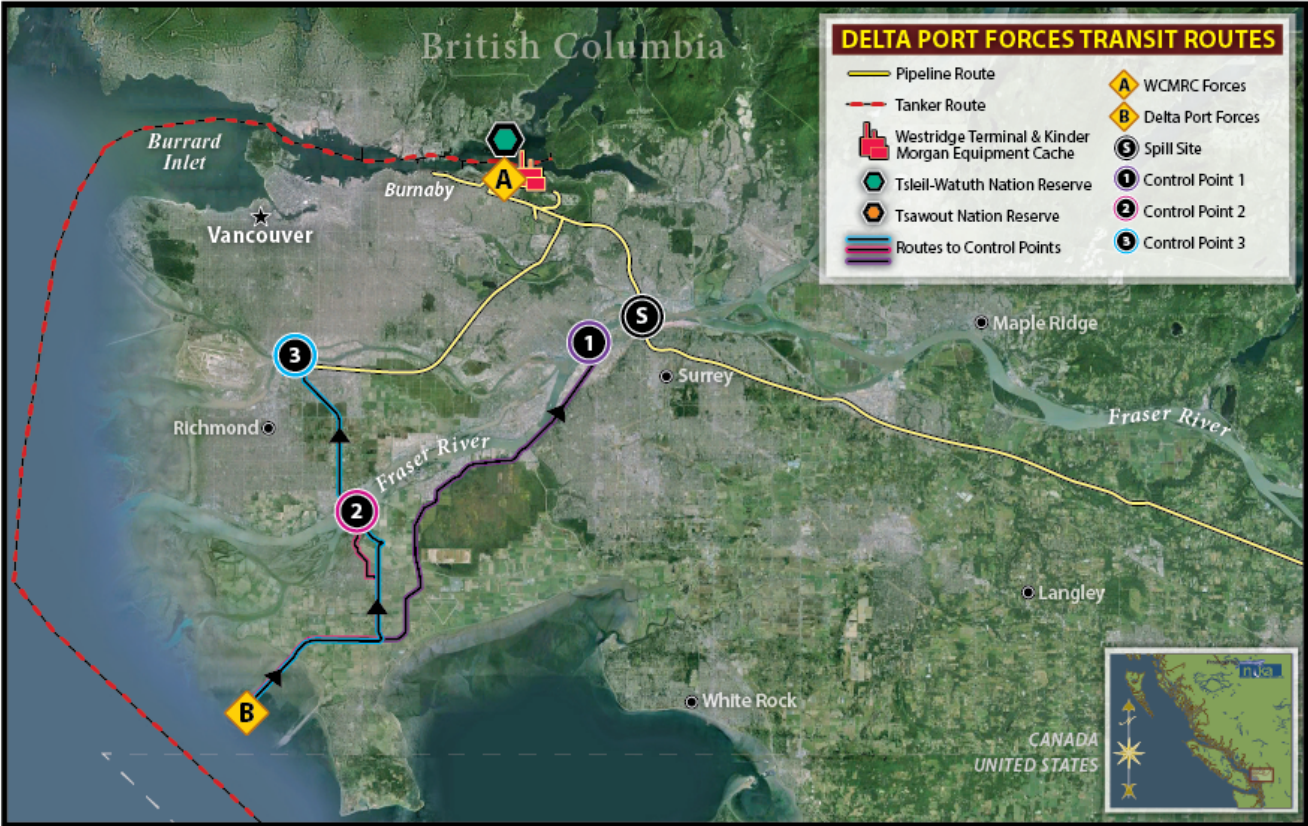 British Columbia
DELTA PORT FORCES TRANSIT ROUTES
Pipeline Route
Tanker Route
Westridge Terminal & Kinder
Morgan Equipment Cache
Tsleil-Watuth Nation Reserve
Tsawout Nation Reserve
Routes to Control Points
A WCMRC Forces
B Delta Port Forces
S Spill Site
1 Control Point 1
2 Control Point 2
3 Control Point 3
Burrard
Inlet
Burnaby
A
Vancouver
S
1
3
Maple Ridge
Surrey
Fraser River
Richmond
Fraser River
2
Langley
B
White Rock
CANADA
UNITED STATES
nuka